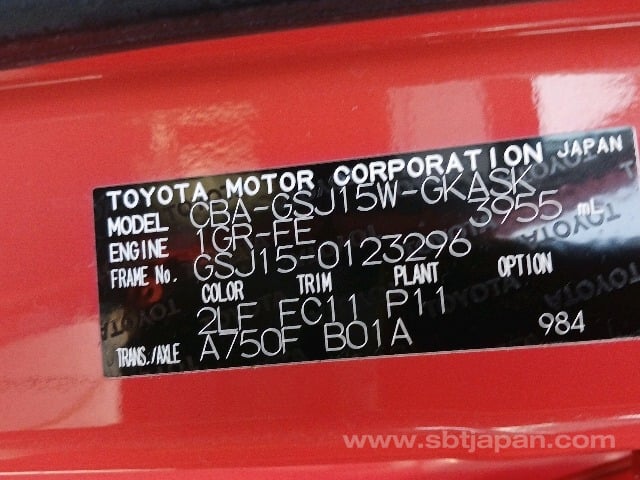 TOYOTA MOTOR CORPORATION JAPAN
MODEL CBA-GSJ15W-GKASK
ENGINE 1GR-FE 3955 mL
FRAME No. GSJ15-0123296
COLOR TRIM PLANT OPTION
2LF FC11 P11
TRANS./AXLE A750F B01A 984
www.sbtjapan.com